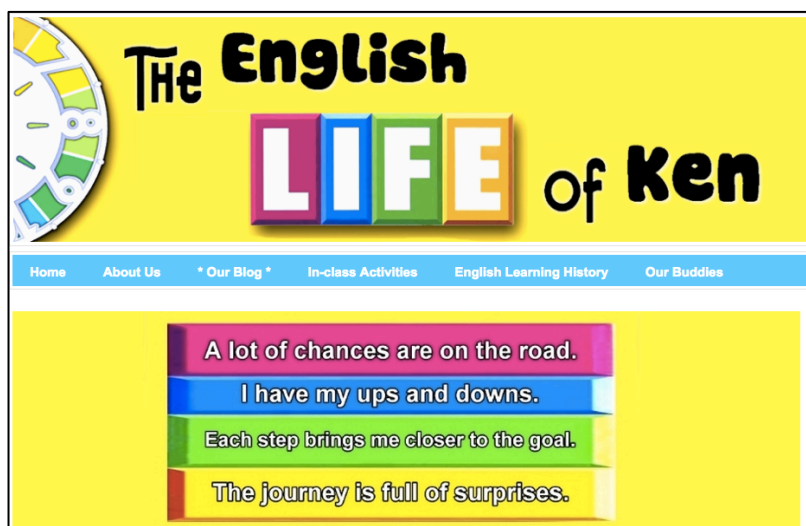 The English
LIFE of Ken
Home About Us * Our Blog * In-class Activities English Learning History Our Buddies
A lot of chances are on the road.
I have my ups and downs.
Each step brings me closer to the goal.
The journey is full of surprises.